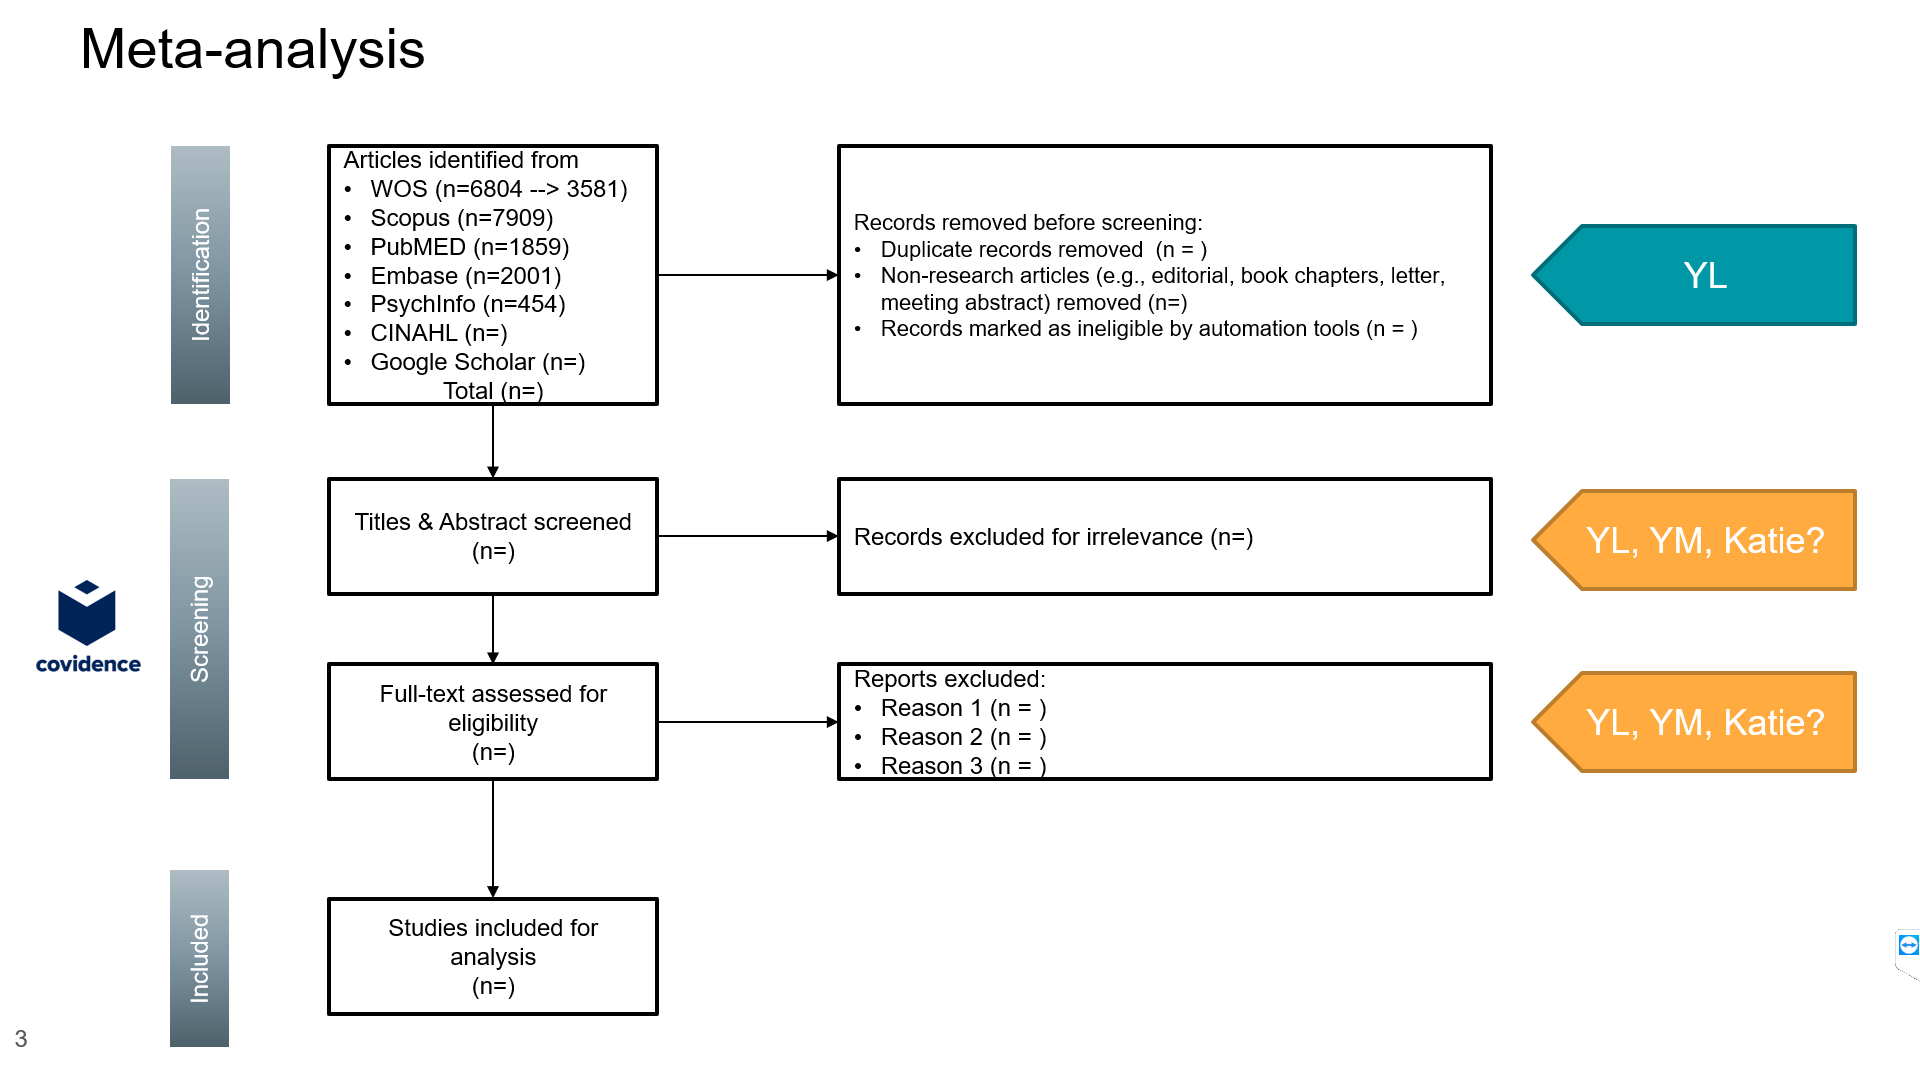 Meta-analysis
Identification
Articles identified from
• WOS (n=6804 --> 3581)
• Scopus (n=7909)
• PubMED (n=1859)
• Embase (n=2001)
• PsychInfo (n=454)
• CINAHL (n=)
• Google Scholar (n=)
Total (n=)
Records removed before screening:
• Duplicate records removed  (n = )
• Non-research articles (e.g., editorial, book chapters, letter,
meeting abstract) removed (n=)
• Records marked as ineligible by automation tools (n = )
YL
Screening
covidence
Titles & Abstract screened
(n=)
Records excluded for irrelevance (n=)
YL, YM, Katie?
Full-text assessed for
eligibility
(n=)
Reports excluded:
• Reason 1 (n = )
• Reason 2 (n = )
• Reason 3 (n = )
YL, YM, Katie?
Included
Studies included for
analysis
(n=)
3